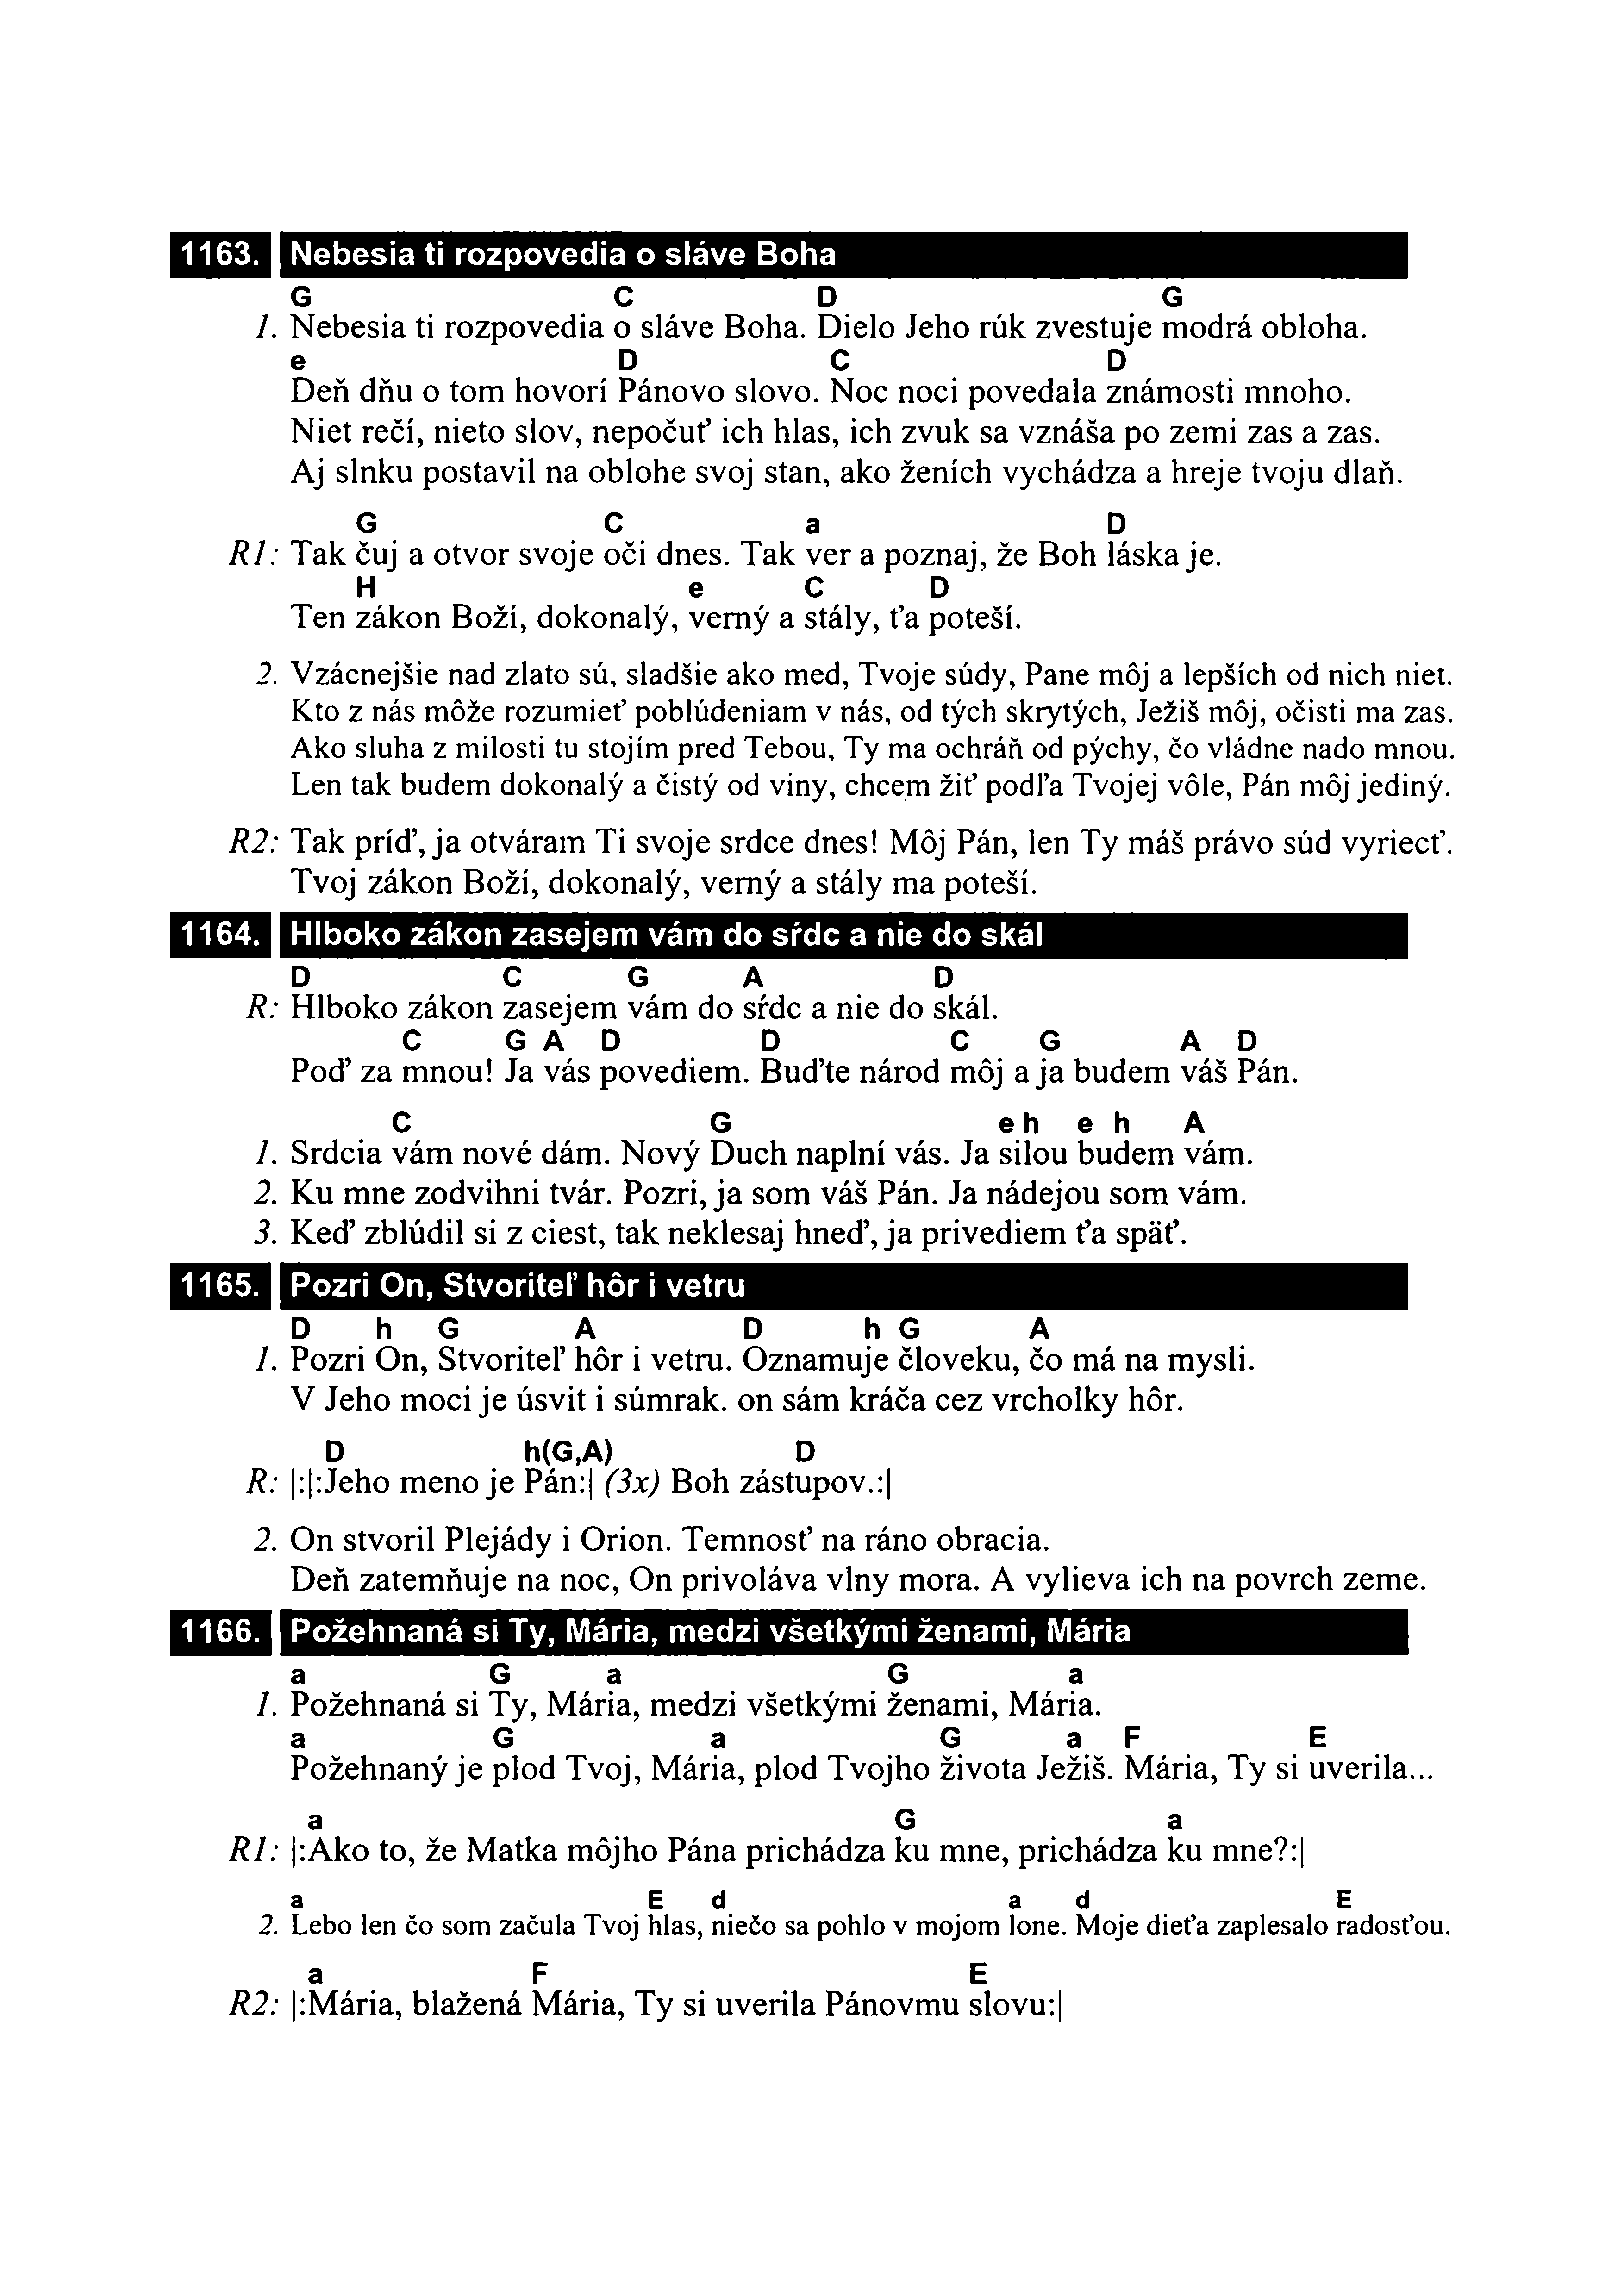 1163. Nebesia ti rozpovedia o sláve Boha
G C D G
1. Nebesia ti rozpovedia o sláve Boha. Dielo Jeho rúk zvestuje modrá obloha.
e D C D
Deň dňu o tom hovorí Pánovo slovo. Noc noci povedala známosti mnoho.
Niet rečí, nieto slov, nepočuť ich hlas, ich zvuk sa vznáša po zemi zas a zas.
Aj slnku postavil na oblohe svoj stan, ako ženích vychádza a hreje tvoju dlaň.
G C a D
R1: Tak čuj a otvor svoje oči dnes. Tak ver a poznaj, že Boh láska je.
H e C D
Ten zákon Boží, dokonalý, verný a stály, ťa poteší.
2. Vzácnejšie nad zlato sú, sladšie ako med, Tvoje súdy, Pane môj a lepších od nich niet.
Kto z nás môže rozumieť poblúdeniam v nás, od tých skrytých, Ježiš môj, očisti ma zas.
Ako sluha z milosti tu stojím pred Tebou, Ty ma ochráň od pýchy, čo vládne nado mnou.
Len tak budem dokonalý a čistý od viny, chcem žiť podľa Tvojej vôle, Pán môj jediný.
R2: Tak príď, ja otváram Ti svoje srdce dnes! Môj Pán, len Ty máš právo súd vyriecť.
Tvoj zákon Boží, dokonalý, verný a stály ma poteší.
1164. Hlboko zákon zasejem vám do sŕdc a nie do skál
D C G A D
R: Hlboko zákon zasejem vám do sŕdc a nie do skál.
C G A D D C G A D
Poď za mnou! Ja vás povediem. Buďte národ môj a ja budem váš Pán.
C G e h e h A
1. Srdcia vám nové dám. Nový Duch naplní vás. Ja silou budem vám.
2. Ku mne zodvihni tvár. Pozri, ja som váš Pán. Ja nádejou som vám.
3. Keď zblúdil si z ciest, tak neklesaj hneď, ja privediem ťa späť.
1165. Pozri On, Stvoriteľ hôr i vetru
D h G A D h G A
1. Pozri On, Stvoriteľ hôr i vetru. Oznamuje človeku, čo má na mysli.
V Jeho moci je úsvit i súmrak. on sám kráča cez vrcholky hôr.
D h(G,A) D
R: |:|:Jeho meno je Pán:| (3x) Boh zástupov.:|
2. On stvoril Plejády i Orion. Temnosť na ráno obracia.
Deň zatemňuje na noc, On privoláva vlny mora. A vylieva ich na povrch zeme.
1166. Požehnaná si Ty, Mária, medzi všetkými ženami, Mária
a G a G a
1. Požehnaná si Ty, Mária, medzi všetkými ženami, Mária.
a G a G a F E
Požehnaný je plod Tvoj, Mária, plod Tvojho života Ježiš. Mária, Ty si uverila...
a G a
R1: |:Ako to, že Matka môjho Pána prichádza ku mne, prichádza ku mne?:|
a E d a d E
2. Lebo len čo som začula Tvoj hlas, niečo sa pohlo v mojom lone. Moje dieťa zaplesalo radosťou.
a F E
R2: |:Mária, blažená Mária, Ty si uverila Pánovmu slovu:|